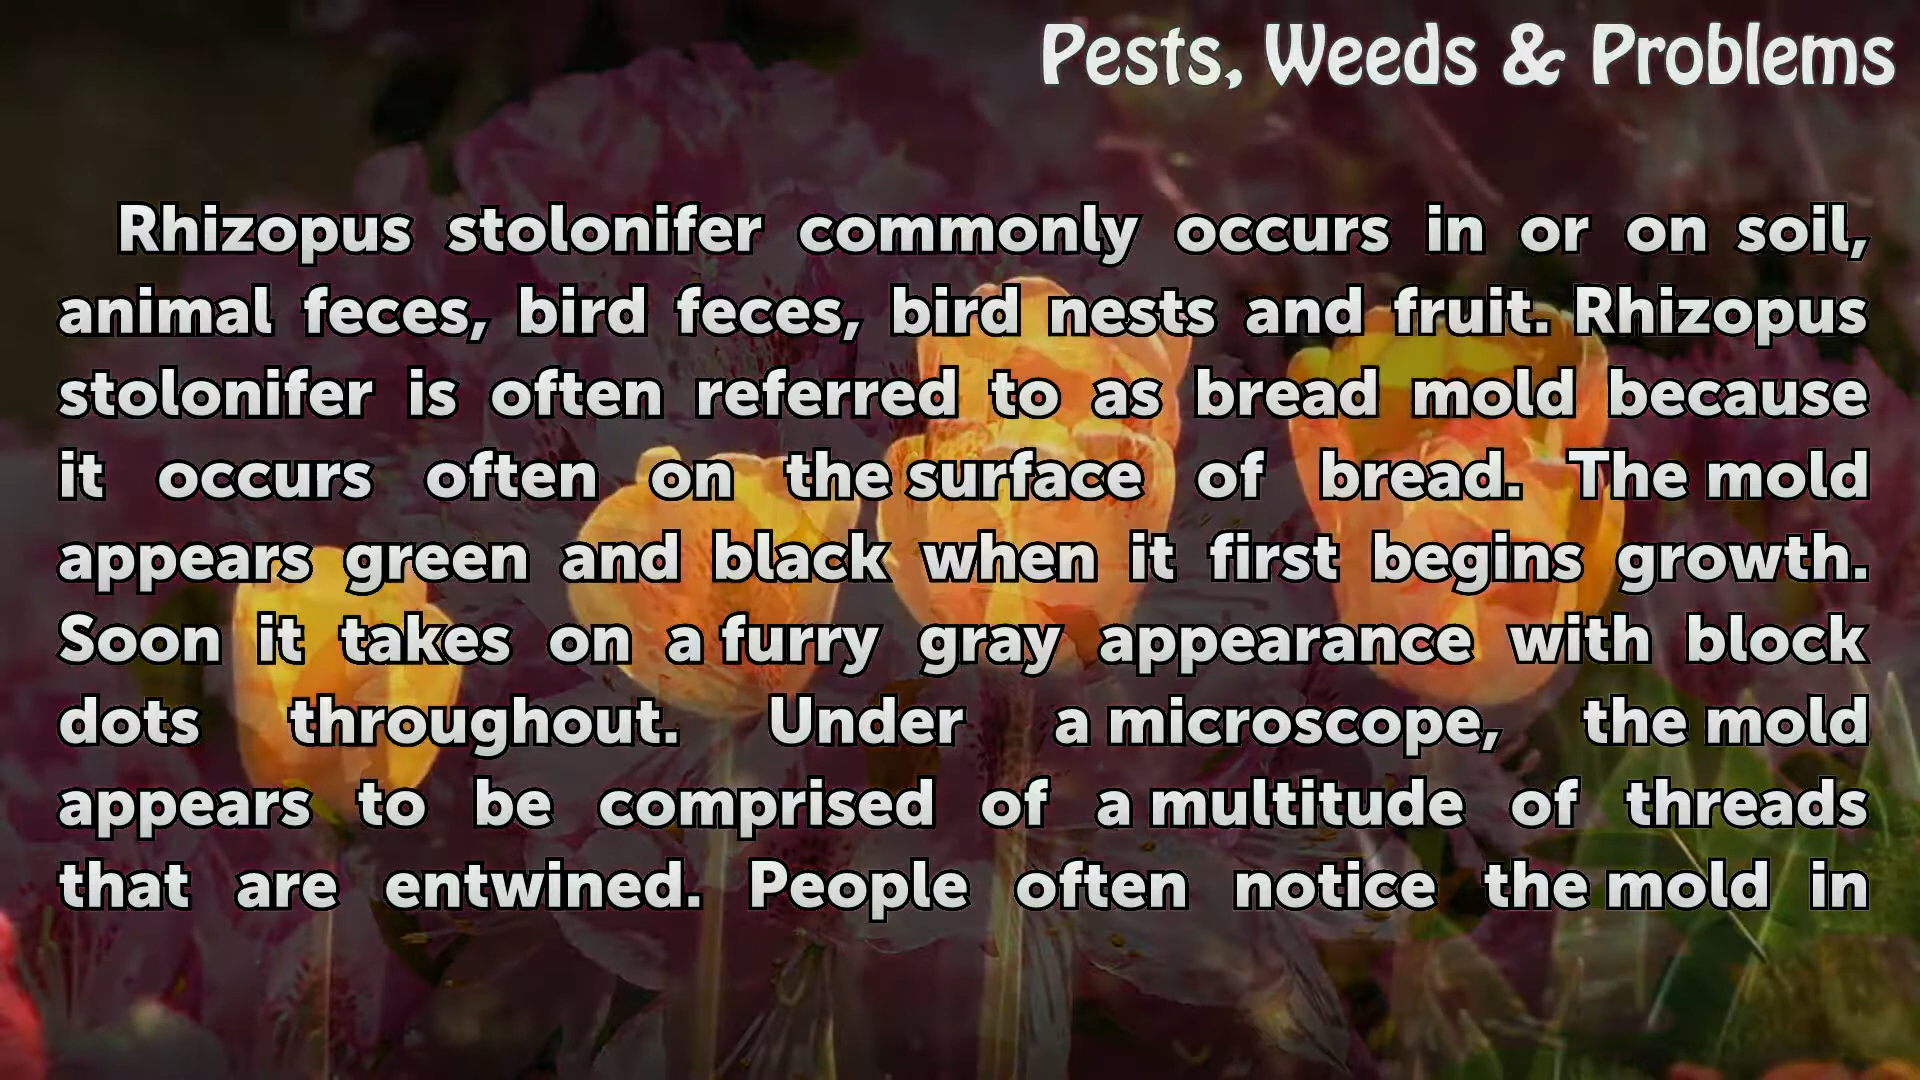 Pests, Weeds & Problems
Rhizopus stolonifer commonly occurs in or on soil,
animal feces, bird feces, bird nests and fruit. Rhizopus
stolonifer is often referred to as bread mold because
it occurs often on the surface of bread. The mold
appears green and black when it first begins growth.
Soon it takes on a furry gray appearance with block
dots throughout. Under a microscope, the mold
appears to be comprised of a multitude of threads
that are entwined. People often notice the mold in